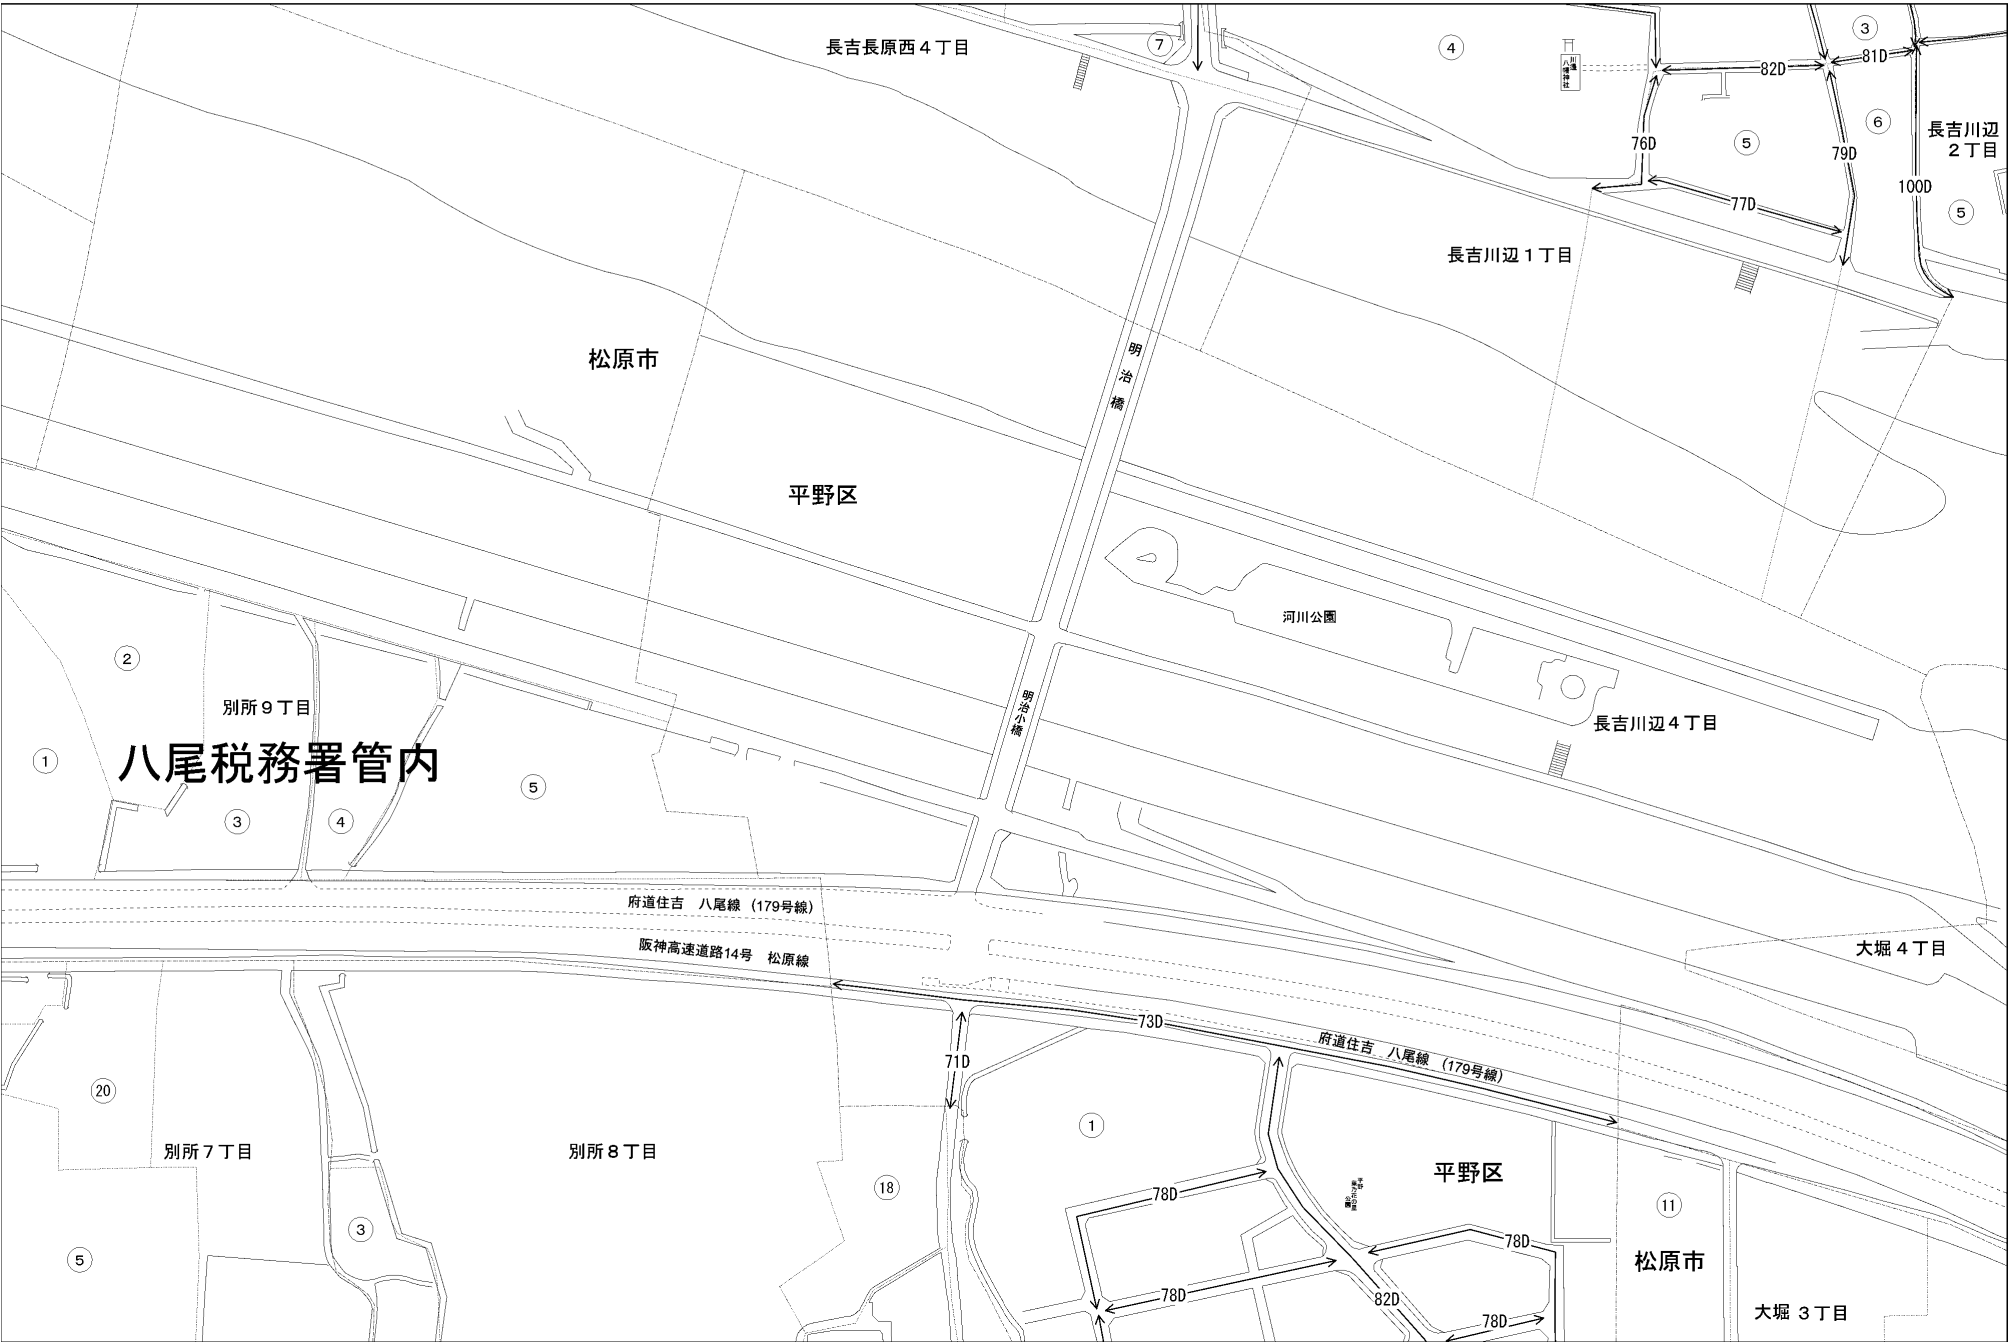 長吉長原西４丁目
7
4
3
川邊
八幡神社
82D
81D
6
長吉川辺
２丁目
76D
5
79D
100D
5
77D
長吉川辺１丁目
明治橋
松原市
平野区
河川公園
2
別所９丁目
明治小橋
長吉川辺４丁目
1
八尾税務署管内
5
3
4
府道住吉　八尾線（179号線）
阪神高速道路14号　松原線
大堀４丁目
73D
府道住吉　八尾線（179号線）
71D
20
1
別所７丁目
別所８丁目
平野区
18
78D
11
3
78D
5
松原市
78D
82D
78D
大堀 ３丁目